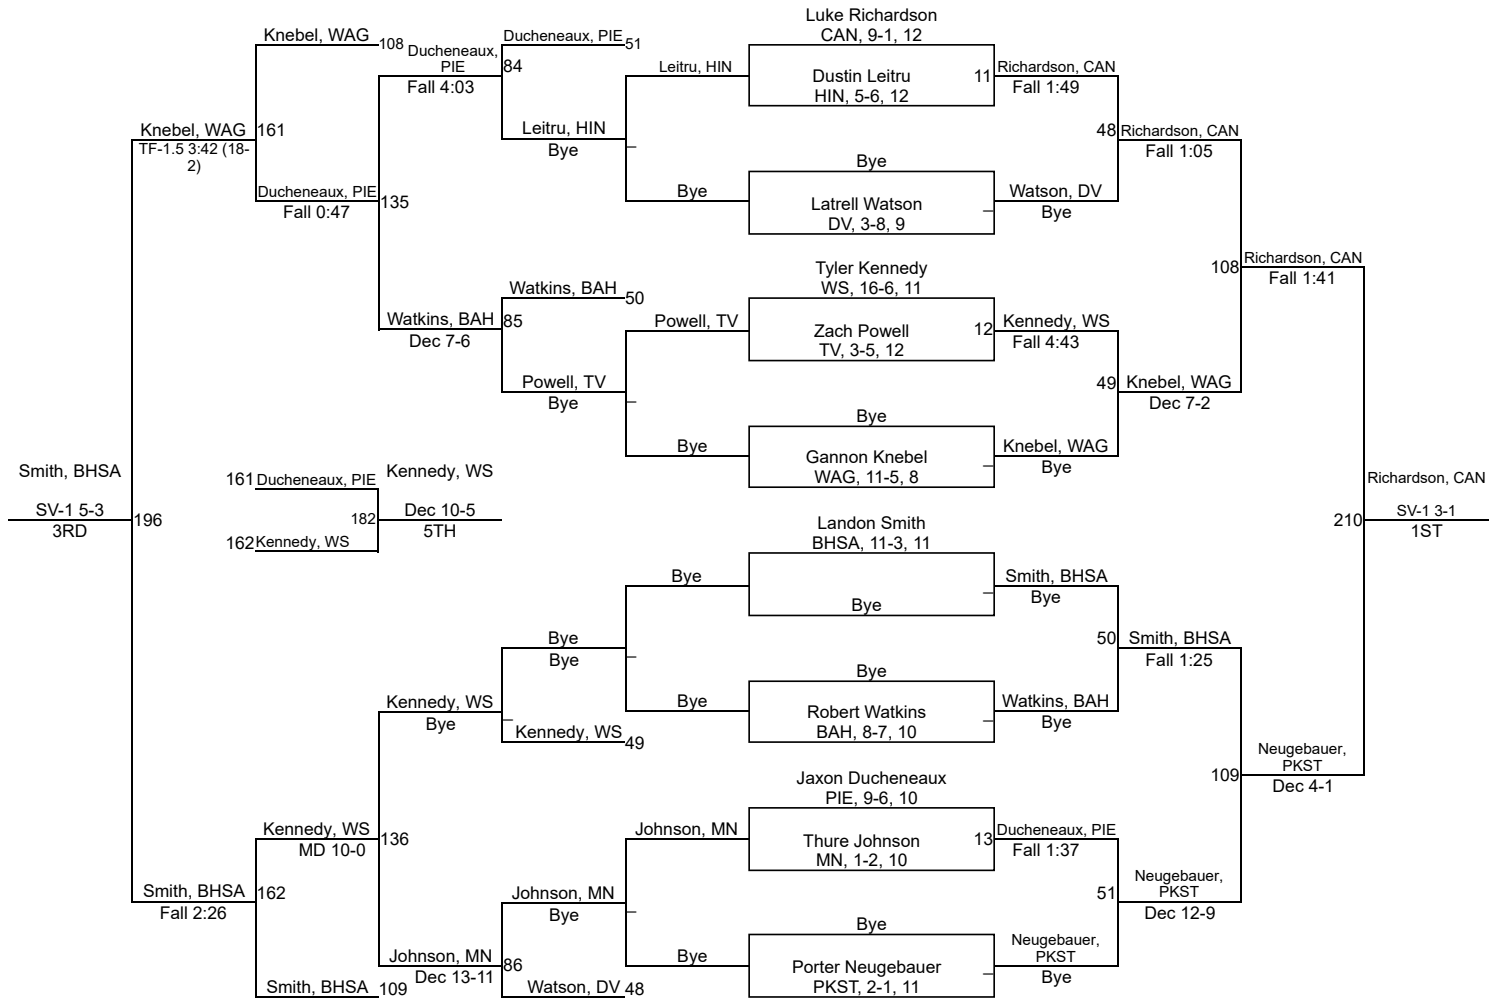 Luke Richardson
CAN, 9-1, 12
Knebel, WAG
108
Ducheneaux,
PIE
Fall 4:03
Ducheneaux, PIE
51
84
Leitru, HIN
Dustin Leitru
HIN, 5-6, 12
11
Richardson, CAN
Fall 1:49
Knebel, WAG
161
TF-1.5 3:42 (18-
2)
Leitru, HIN
Bye
48
Richardson, CAN
Fall 1:05
Bye
Ducheneaux, PIE
135
Fall 0:47
Bye
Latrell Watson
DV, 3-8, 9
Watson, DV
Bye
Tyler Kennedy
WS, 16-6, 11
108
Richardson, CAN
Fall 1:41
Watkins, BAH
50
Watkins, BAH
85
Dec 7-6
Powell, TV
Zach Powell
TV, 3-5, 12
12
Kennedy, WS
Fall 4:43
Powell, TV
Bye
49
Knebel, WAG
Dec 7-2
Bye
Bye
Gannon Knebel
WAG, 11-5, 8
Knebel, WAG
Bye
Smith, BHSA
SV-1 5-3
3RD
196
161
Ducheneaux, PIE
Kennedy, WS
182
Dec 10-5
5TH
162
Kennedy, WS
Richardson, CAN
210
SV-1 3-1
1ST
Landon Smith
BHSA, 11-3, 11
Bye
Bye
Smith, BHSA
Bye
Bye
Bye
50
Smith, BHSA
Fall 1:25
Bye
Kennedy, WS
Bye
Bye
Robert Watkins
BAH, 8-7, 10
Watkins, BAH
Bye
Kennedy, WS
49
Jaxon Ducheneaux
PIE, 9-6, 10
109
Neugebauer,
PKST
Dec 4-1
Kennedy, WS
136
MD 10-0
Johnson, MN
Thure Johnson
MN, 1-2, 10
13
Ducheneaux, PIE
Fall 1:37
Smith, BHSA
162
Fall 2:26
Johnson, MN
Bye
51
Neugebauer,
PKST
Dec 12-9
Bye
Johnson, MN
86
Dec 13-11
Bye
Porter Neugebauer
PKST, 2-1, 11
Neugebauer,
PKST
Bye
Smith, BHSA
109
Watson, DV
48